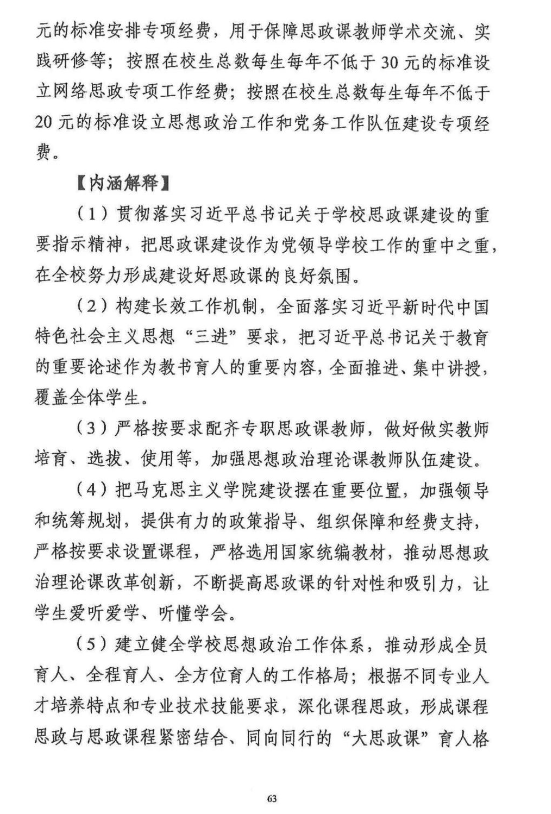 元的标准安排专项经费，用于保障思政课教师学术交流、实
践研修等；按照在校生总数每生每年不低于 30 元的标准设
立网络思政专项工作经费；按照在校生总数每生每年不低于
20 元的标准设立思想政治工作和党务工作队伍建设专项经
费。
【内涵解释】
（1）贯彻落实习近平总书记关于学校思政课建设的重
要指示精神，把思政课建设作为党领导学校工作的重中之重，
在全校努力形成建设好思政课的良好氛围。
（2）构建长效工作机制，全面落实习近平新时代中国
特色社会主义思想“三进”要求，把习近平总书记关于教育
的重要论述作为教书育人的重要内容，全面推进、集中讲授，
覆盖全体学生。
（3）严格按要求配齐专职思政课教师，做好做实教师
培育、选拔、使用等，加强思想政治理论课教师队伍建设。
（4）把马克思主义学院建设摆在重要位置，加强领导
和统筹规划，提供有力的政策指导、组织保障和经费支持，
严格按要求设置课程，严格选用国家统编教材，推动思想政
治理论课改革创新，不断提高思政课的针对性和吸引力，让
学生爱听爱学、听懂学会。
（5）建立健全学校思想政治工作体系，推动形成全员
育人、全程育人、全方位育人的工作格局；根据不同专业人
才培养特点和专业技术技能要求，深化课程思政，形成课程
思政与思政课程紧密结合、同向同行的“大思政课”育人格
63